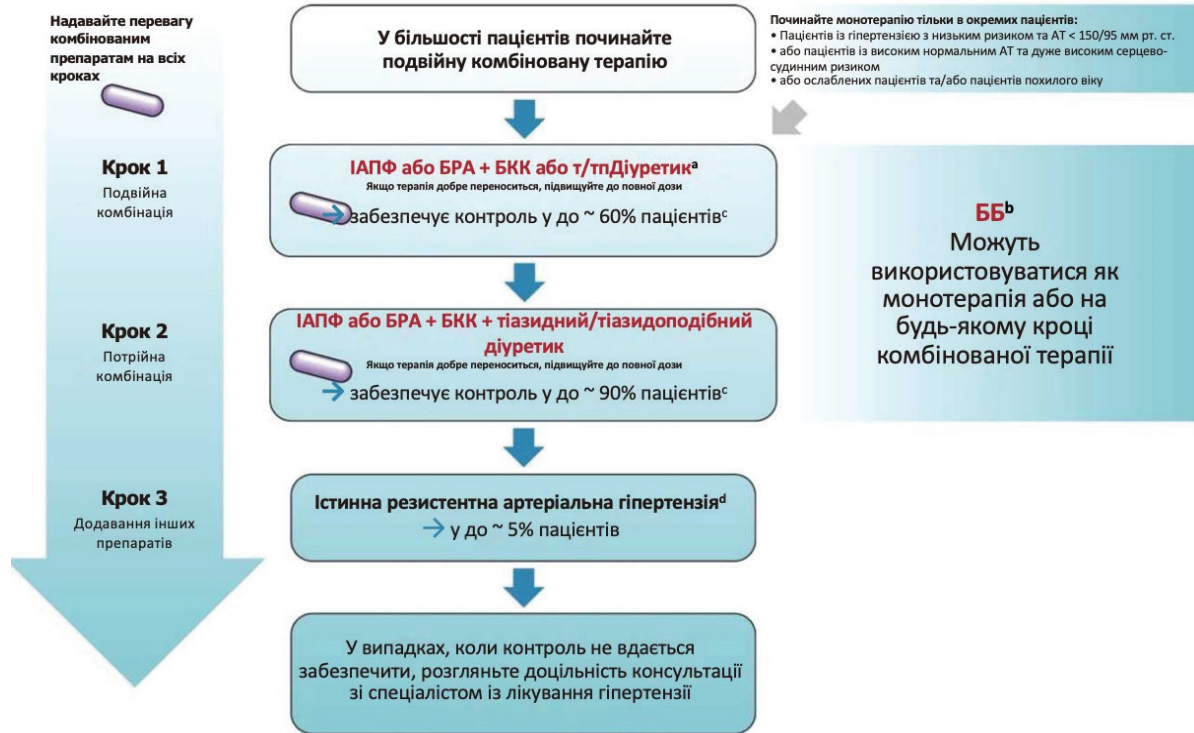 Надавайте перевагу
комбінованим
препаратам на всіх
кроках
У більшості пацієнтів починайте
подвійну комбіновану терапію
Починайте монотерапію тільки в окремих пацієнтів:
• Пацієнтів із гіпертензією з низьким ризиком та АТ < 150/95 мм рт. ст.
• або пацієнтів із високим нормальним АТ та дуже високим серцево-
судинним ризиком
• або ослаблених пацієнтів та/або пацієнтів похилого віку
Крок 1
Подвійна
комбінація
ІАПФ або БРА + БКК або т/тпДіуретикᵃ
Якщо терапія добре переноситься, підвищуйте до повної дози
→ забезпечує контроль у до ~ 60% пацієнтівᶜ
ББᵇ
Можуть
використовуватися як
монотерапія або на
будь-якому кроці
комбінованої терапії
Крок 2
Потрійна
комбінація
ІАПФ або БРА + БКК + тіазидний/тіазидоподібний
діуретик
Якщо терапія добре переноситься, підвищуйте до повної дози
→ забезпечує контроль у до ~ 90% пацієнтівᶜ
Крок 3
Додавання інших
препаратів
Істинна резистентна артеріальна гіпертензіяᵈ
→ у до ~ 5% пацієнтів
У випадках, коли контроль не вдається
забезпечити, розгляньте доцільність консультації
зі спеціалістом із лікування гіпертензії